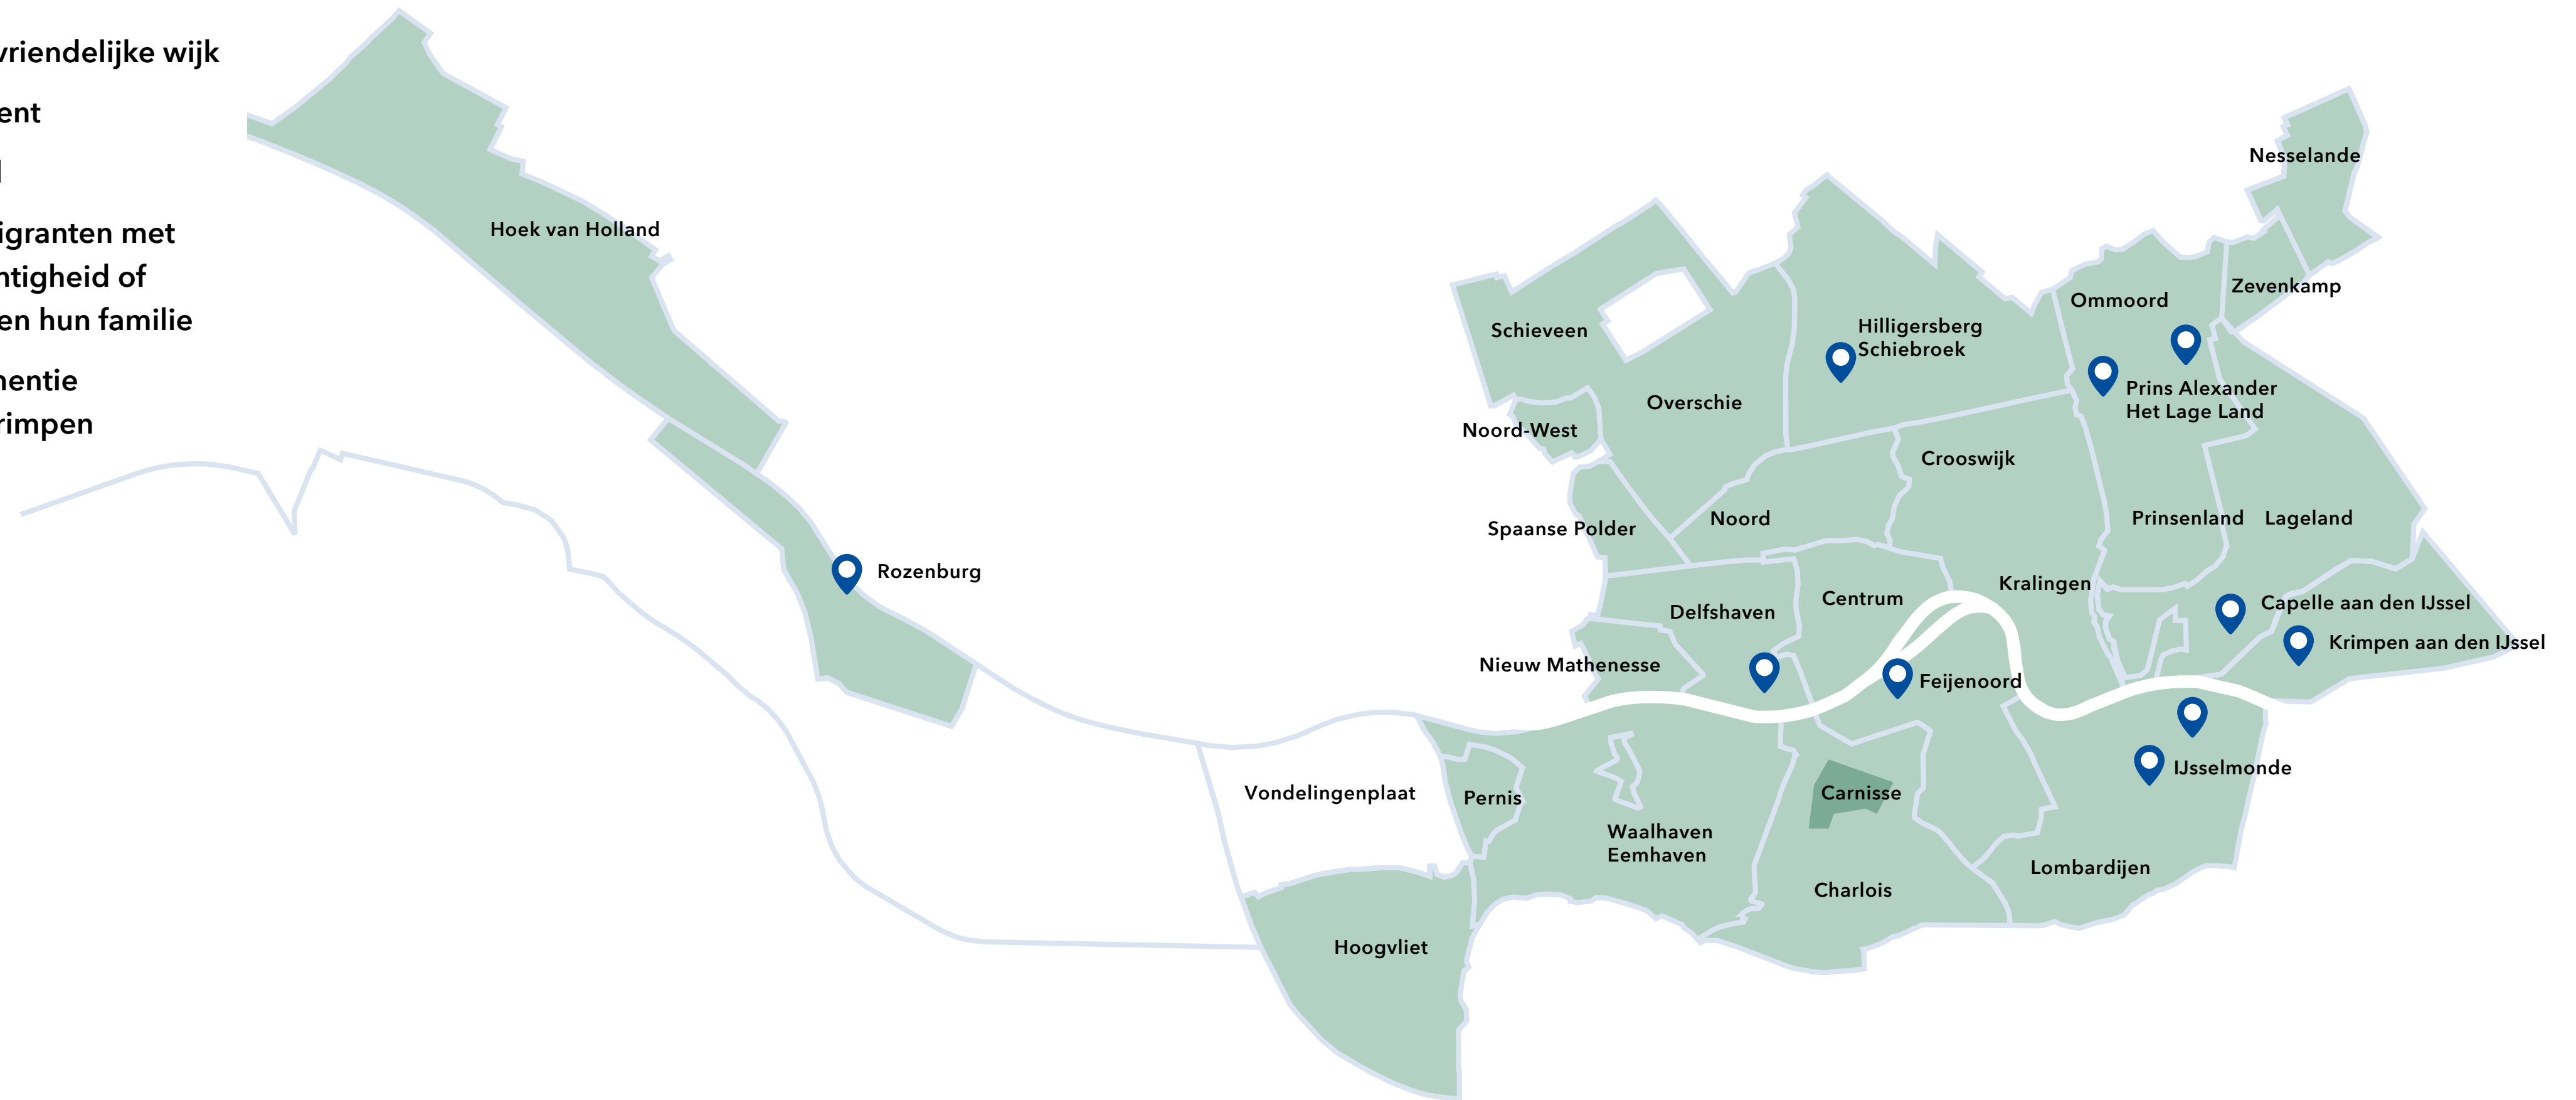 vriendelijke wijk
ent
l
igranten met
ntigheid of
en hun familie
nentie
rimpen
Hoek van Holland
Rozenburg
Nesselande
Zevenkamp
Ommoord
Hilligersberg
Schiebroek
Schieveen
Prins Alexander
Het Lage Land
Overschie
Noord-West
Crooswijk
Noord
Spaanse Polder
Prinsenland
Lageland
Kralingen
Centrum
Delfshaven
Capelle aan den IJssel
Krimpen aan den IJssel
Nieuw Mathenesse
Feijenoord
IJsselmonde
Vondelingenplaat
Pernis
Carnisse
Waalhaven
Eemhaven
Lombardijen
Charlois
Hoogvliet